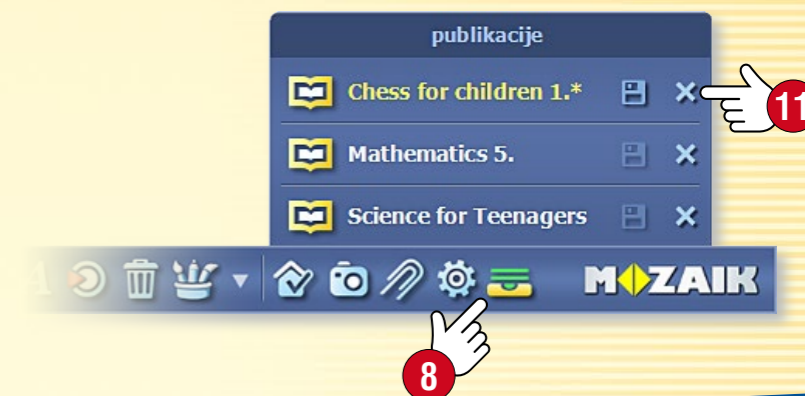 publikacije
Chess for children 1.*
11
Mathematics 5.
Science for Teenagers
MOZAIK
8